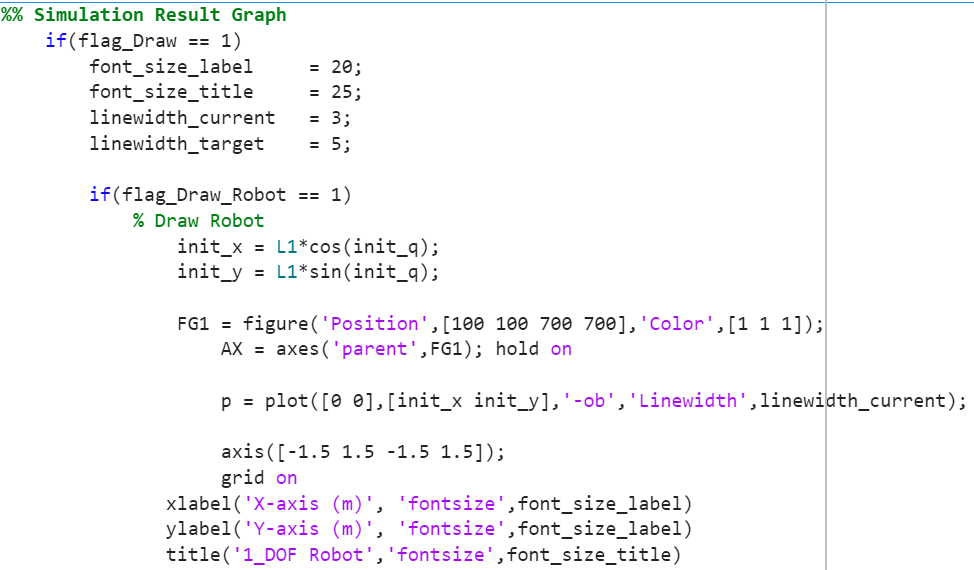 %% Simulation Result Graph
if(flag_Draw == 1)
font_size_label = 20;
font_size_title = 25;
linewidth_current = 3;
linewidth_target = 5;
if(flag_Draw_Robot == 1)
% Draw Robot
init_x = L1*cos(init_q);
init_y = L1*sin(init_q);
FG1 = figure('Position',[100 100 700 700],'Color',[1 1 1]);
AX = axes('parent',FG1); hold on
p = plot([0 0],[init_x init_y],'-ob','Linewidth',linewidth_current);
axis([-1.5 1.5 -1.5 1.5]);
grid on
xlabel('X-axis (m)', 'fontsize',font_size_label)
ylabel('Y-axis (m)', 'fontsize',font_size_label)
title('1_DOF Robot','fontsize',font_size_title)